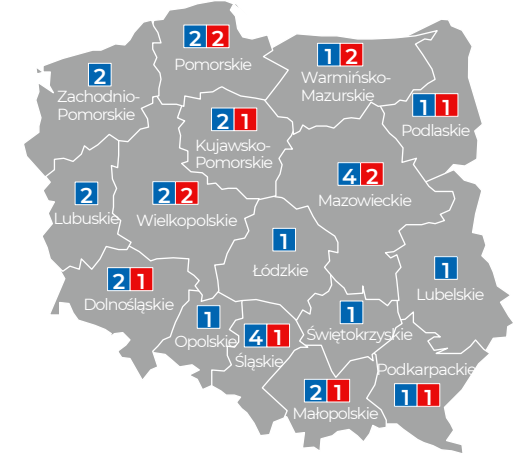 2 2
Pomorskie
1 2
Warmińsko-
Mazurskie
2
Zachodnio-
Pomorskie
1 1
Podlaskie
2 1
Kujawsko-
Pomorskie
4 2
Mazowieckie
2
Lubuskie
2 2
Wielkopolskie
1
Łódzkie
1
Lubelskie
2 1
Dolnośląskie
1
Opolskie
4 1
Śląskie
1
Świętokrzyskie
2 1
Małopolskie
Podkarpackie
1 1